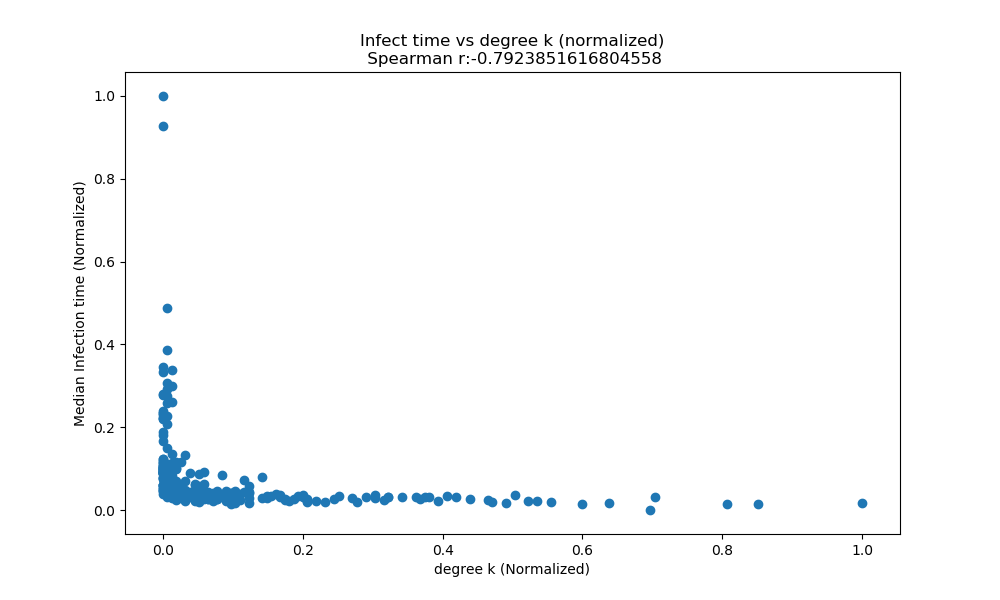 Infect time vs degree k (normalized)
Spearman r:-0.7923851616804558
1.0
0.8
0.6
0.4
0.2
0.0
Median Infection time (Normalized)
0.0 0.2 0.4 0.6 0.8 1.0
degree k (Normalized)